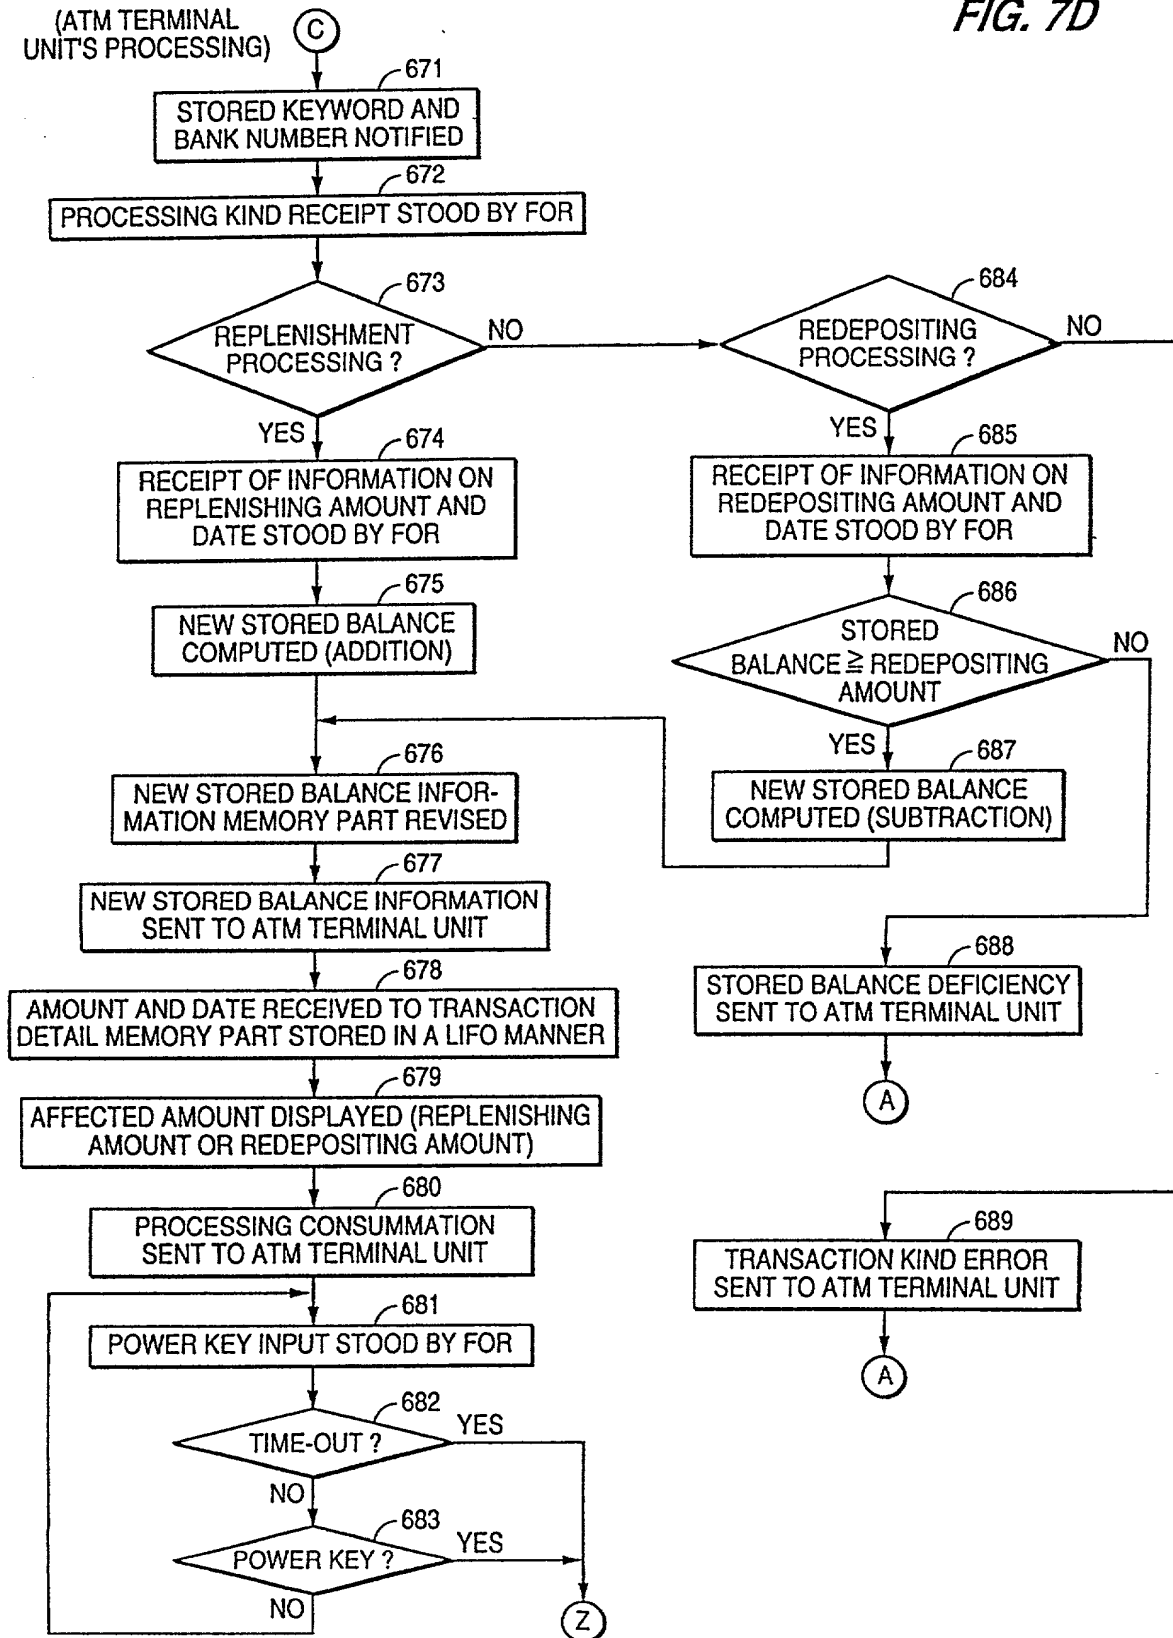 (ATM TERMINAL
UNIT'S PROCESSING)
C
FIG. 7D
671
STORED KEYWORD AND
BANK NUMBER NOTIFIED
672
PROCESSING KIND RECEIPT STOOD BY FOR
673
REPLENISHMENT
PROCESSING ?
NO
YES
684
REDEPOSITING
PROCESSING ?
NO
YES
674
RECEIPT OF INFORMATION ON
REPLENISHING AMOUNT AND
DATE STOOD BY FOR
685
RECEIPT OF INFORMATION ON
REDEPOSITING AMOUNT AND
DATE STOOD BY FOR
675
NEW STORED BALANCE
COMPUTED (ADDITION)
686
STORED
BALANCE ≧ REDEPOSITING
AMOUNT
NO
YES
676
NEW STORED BALANCE INFOR-
MATION MEMORY PART REVISED
687
NEW STORED BALANCE
COMPUTED (SUBTRACTION)
677
NEW STORED BALANCE INFORMATION
SENT TO ATM TERMINAL UNIT
678
AMOUNT AND DATE RECEIVED TO TRANSACTION
DETAIL MEMORY PART STORED IN A LIFO MANNER
688
STORED BALANCE DEFICIENCY
SENT TO ATM TERMINAL UNIT
A
679
AFFECTED AMOUNT DISPLAYED (REPLENISHING
AMOUNT OR REDEPOSITING AMOUNT)
680
PROCESSING CONSUMMATION
SENT TO ATM TERMINAL UNIT
689
TRANSACTION KIND ERROR
SENT TO ATM TERMINAL UNIT
A
681
POWER KEY INPUT STOOD BY FOR
682
TIME-OUT ?
YES
NO
683
POWER KEY ?
YES
NO
Z